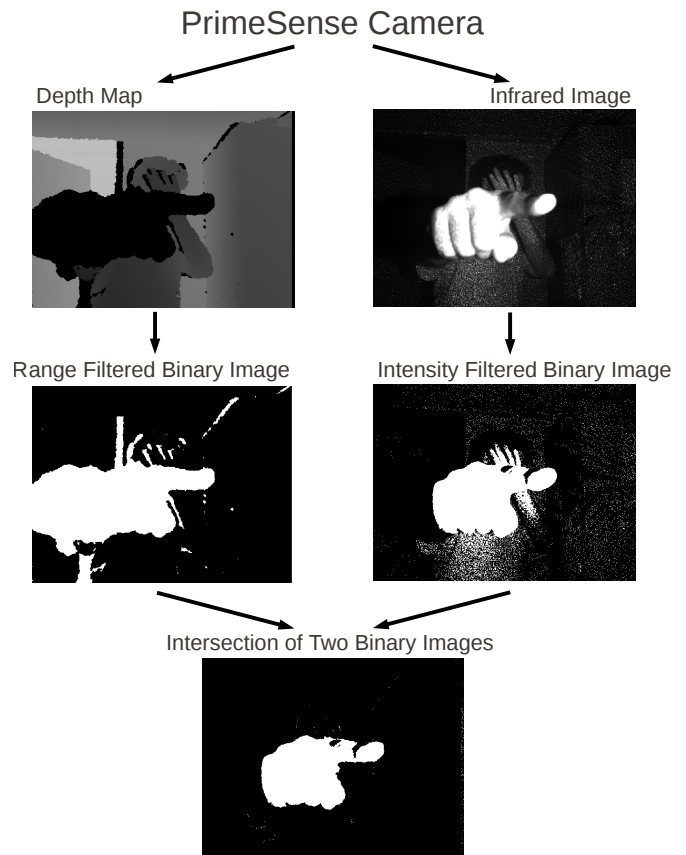 PrimeSense Camera
Depth Map
Infrared Image
Range Filtered Binary Image
Intensity Filtered Binary Image
Intersection of Two Binary Images